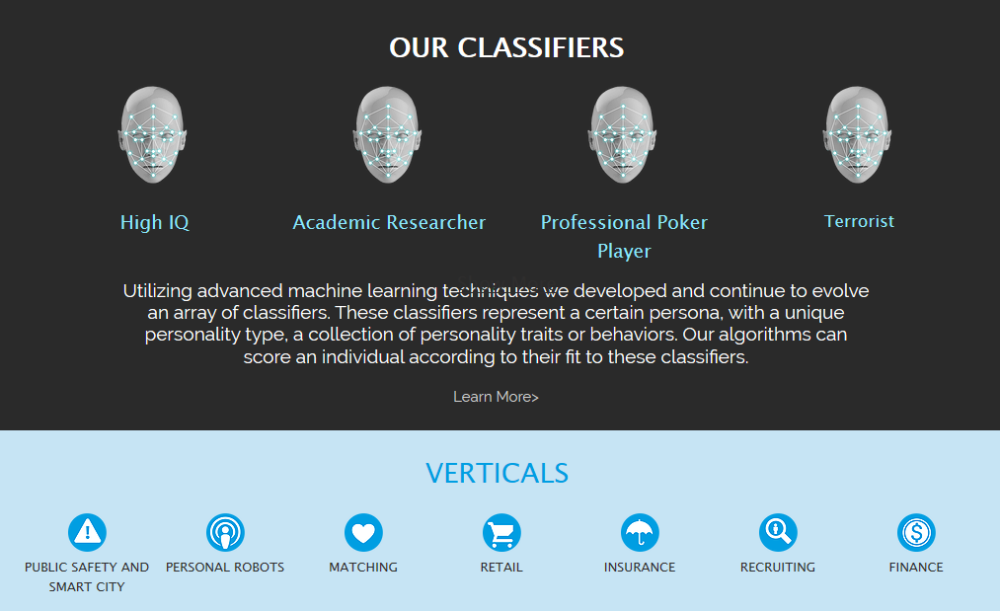 OUR CLASSIFIERS
High IQ
Academic Researcher
Professional Poker
Player
Terrorist
Utilizing advanced machine learning techniques we developed and continue to evolve
an array of classifiers. These classifiers represent a certain persona, with a unique
personality type, a collection of personality traits or behaviors. Our algorithms can
score an individual according to their fit to these classifiers.
Learn More>
VERTICALS
PUBLIC SAFETY AND
SMART CITY
PERSONAL ROBOTS
MATCHING
RETAIL
INSURANCE
RECRUITING
FINANCE